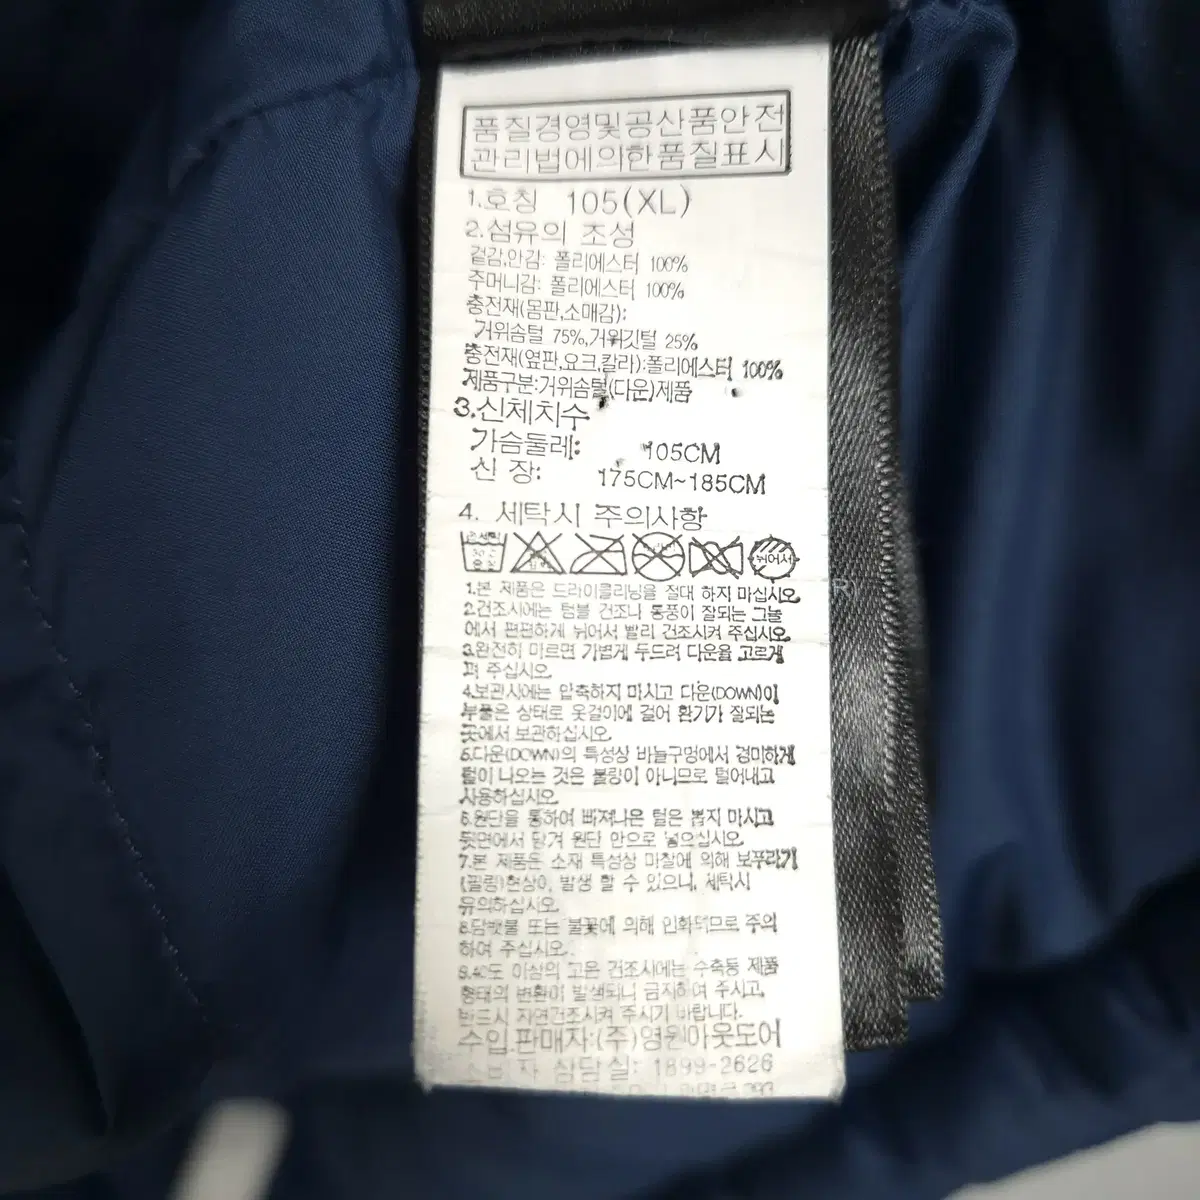 품질경영및공산품안전
관리법에의한품질표시
1.호칭 105(XL)
2.섬유의 조성
겉감,안감: 폴리에스터 100%
주머니감: 폴리에스터 100%
충전재(몸판,소매감):
거위솜털 75%,거위깃털 25%
충전재(옆판,요크,칼라):폴리에스터 100%
제품구분:거위솜털(다운)제품
3.신체치수
가슴둘레: 105CM
신 장: 175CM~185CM
4. 세탁시 주의사항
30 뉘어서
1.본 제품은 드라이클리닝을 절대 하지 마십시오.
2.건조시에는 텀블 건조나 통풍이 잘되는 그늘
에서 편편하게 뉘어서 빨리 건조시켜 주십시오.
3.완전히 마르면 가볍게 두드려 다운을 고르게
펴 주십시오.
4.보관시에는 압축하지 마시고 다운(DOWN)이
부풀은 상태로 옷걸이에 걸어 환기가 잘되는
곳에서 보관하십시오.
5.다운(DOWN)의 특성상 바늘구멍에서 경미하게
털이 나오는 것은 불량이 아니므로 털어내고
사용하십시오.
6.원단을 통하여 빠져나온 털은 뽑지 마시고
뒷면에서 당겨 원단 안으로 넣으십시오.
7.본 제품은 소재 특성상 마찰에 의해 보푸라기
(필링)현상이, 발생 할 수 있으니, 세탁시
유의하십시오.
8.담뱃불 또는 불꽃에 의해 인화되므로 주의
하여 주십시오.
9.40도 이상의 고온 건조시에는 수축등 제품
형태의 변환이 발생되니 금지하여 주시고,
반드시 자연건조시켜 주시기 바랍니다.
수입.판매자:(주)영원아웃도어
소비자 상담실: 1899-2626